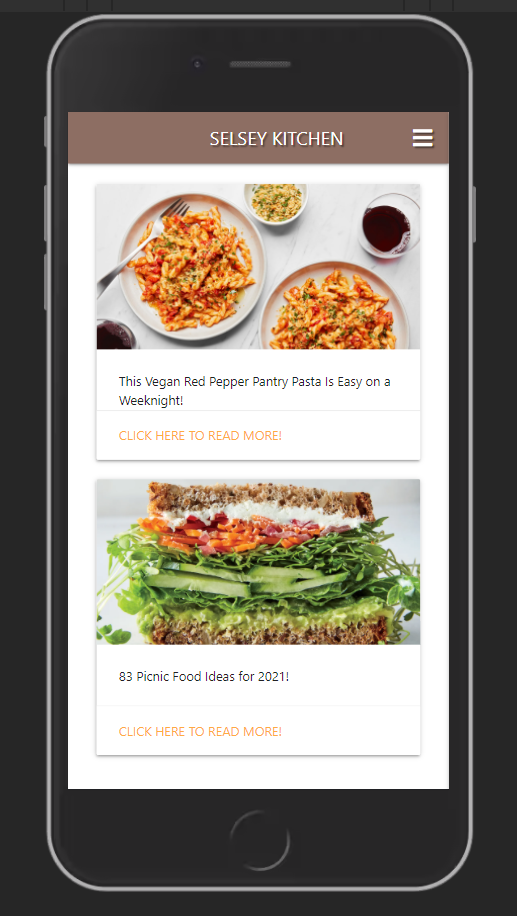 SELSEY KITCHEN
This Vegan Red Pepper Pantry Pasta Is Easy on a
Weeknight!
CLICK HERE TO READ MORE!
83 Picnic Food Ideas for 2021!
CLICK HERE TO READ MORE!